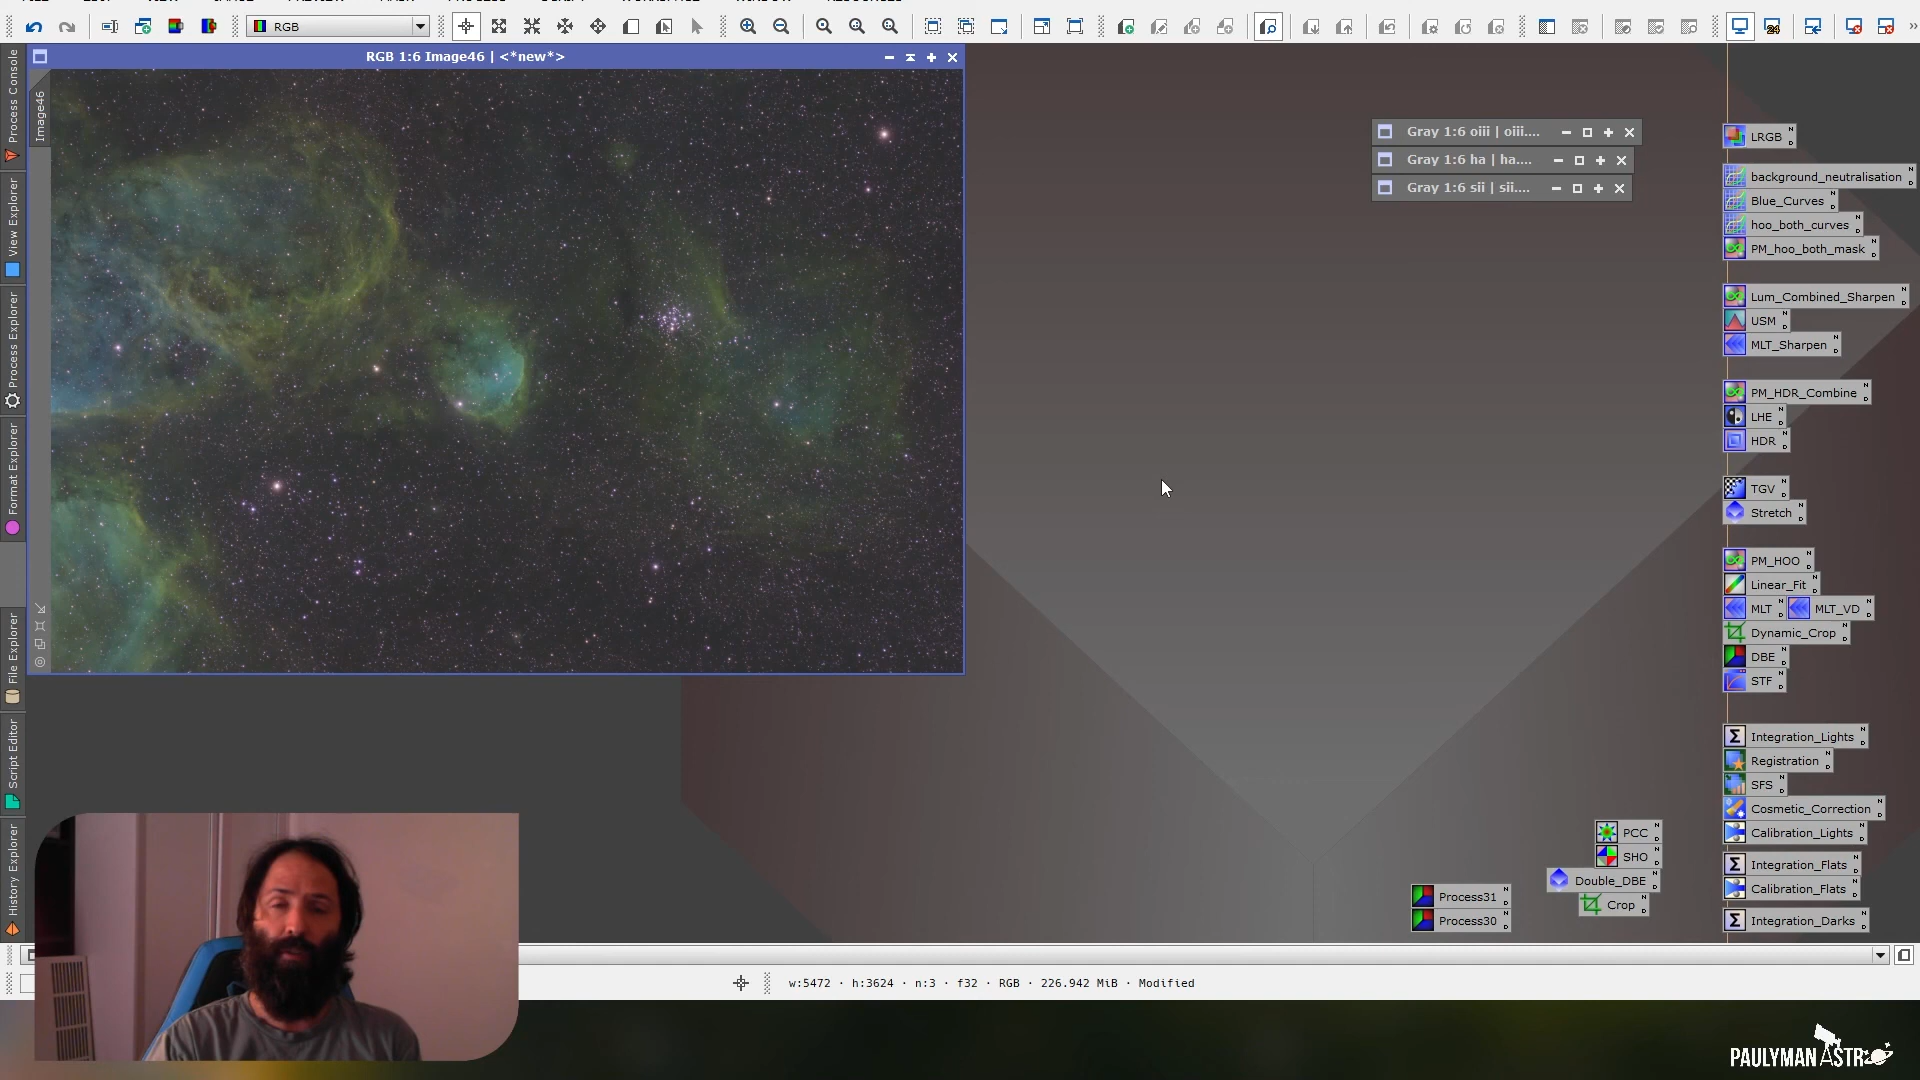 RGB
RGB 1:6 Image46 | <*new*>
Image46
Process Console
View Explorer
Process Explorer
Format Explorer
File Explorer
Script Editor
History Explorer
Gray 1:6 oiii | oiii....
Gray 1:6 ha | ha....
Gray 1:6 sii | sii....
LRGB
background_neutralisation
Blue_Curves
hoo_both_curves
PM_hoo_both_mask
Lum_Combined_Sharpen
USM
MLT_Sharpen
PM_HDR_Combine
LHE
HDR
TGV
Stretch
PM_HOO
Linear_Fit
MLT MLT_VD
Dynamic_Crop
DBE
STF
Integration_Lights
Registration
SFS
Cosmetic_Correction
Calibration_Lights
Integration_Flats
Calibration_Flats
Integration_Darks
PCC
SHO
Double_DBE
Crop
Process31
Process30
w:5472 · h:3624 · n:3 · f32 · RGB · 226.942 MiB · Modified
PAULYMAN ASTRO